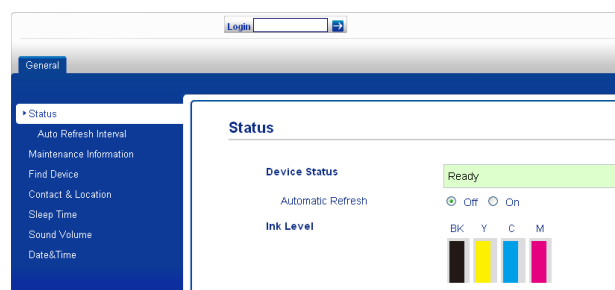 Login
General
Status
Auto Refresh Interval
Maintenance Information
Find Device
Contact & Location
Sleep Time
Sound Volume
Date&Time
Status
Device Status Ready
Automatic Refresh Off On
Ink Level BK Y C M